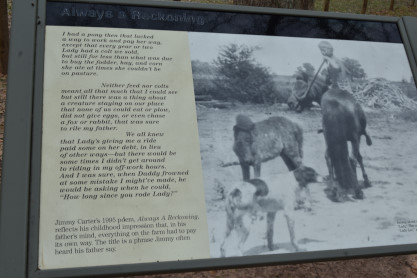 Always a Reckoning
I had a pony then that lacked
a way to work and pay her way,
except that every year or two
Lady had a colt we sold,
but still for less than what was due
to buy the fodder, hay, and corn
she ate at times she couldn't be
on pasture.
Neither feed nor colts
meant all that much that I could see
but still there was a thing about
a creature staying on our place
that none of us could eat or plow,
did not give eggs, or even chase
a fox or rabbit, that was sure
to rile my father.
We all knew
that Lady's giving me a ride
paid some on her debt, in lieu
of other ways—but there would be
some times I didn't get around
to riding in my off-work hours.
And I was sure, when Daddy frowned
at some mistake I might've made, he
would be asking when he could,
"How long since you rode Lady?"
Jimmy Carter's 1995 poem, Always A Reckoning,
reflects his childhood impression that, in his
father's mind, everything on the farm had to pay
its own way. The title is a phrase Jimmy often
heard his father say.